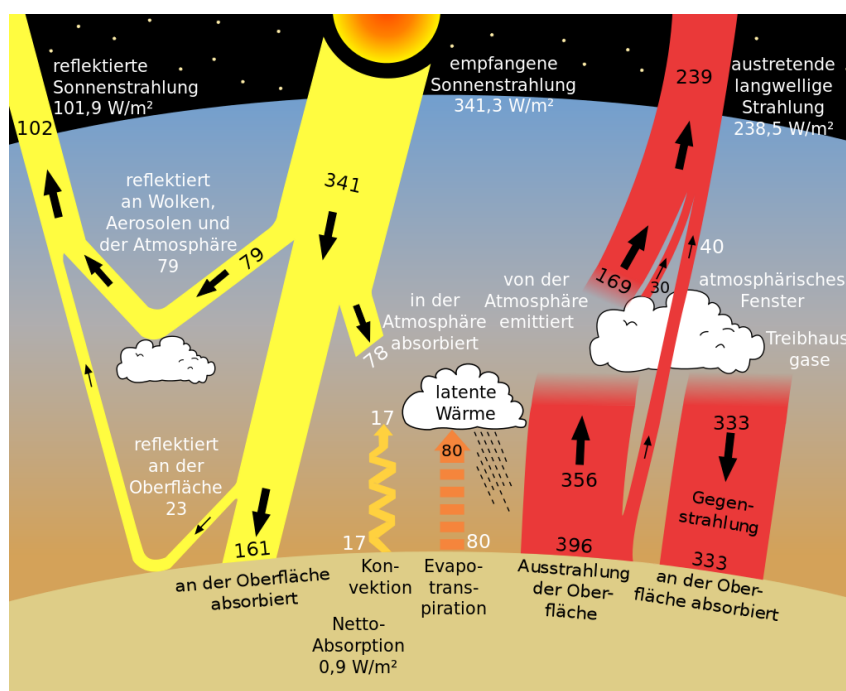 reflektierte
Sonnenstrahlung
101,9 W/m²
empfangene
Sonnenstrahlung
341,3 W/m²
austretende
langwellige
Strahlung
238,5 W/m²
102
341
239
reflektiert
an Wolken,
Aerosolen und
der Atmosphäre
79
79
78
in der
Atmosphäre
absorbiert
von der
Atmosphäre
emittiert
169
30
40
atmosphärisches
Fenster
Treibhaus
gase
latente
Wärme
17
80
356
333
Gegen-
strahlung
reflektiert
an der
Oberfläche
23
161
17
80
396
333
an der Oberfläche
absorbiert
Kon-
vektion
Evapo-
trans-
piration
Ausstrahlung
der Ober-
fläche
an der Ober-
fläche absorbiert
Netto-
Absorption
0,9 W/m²